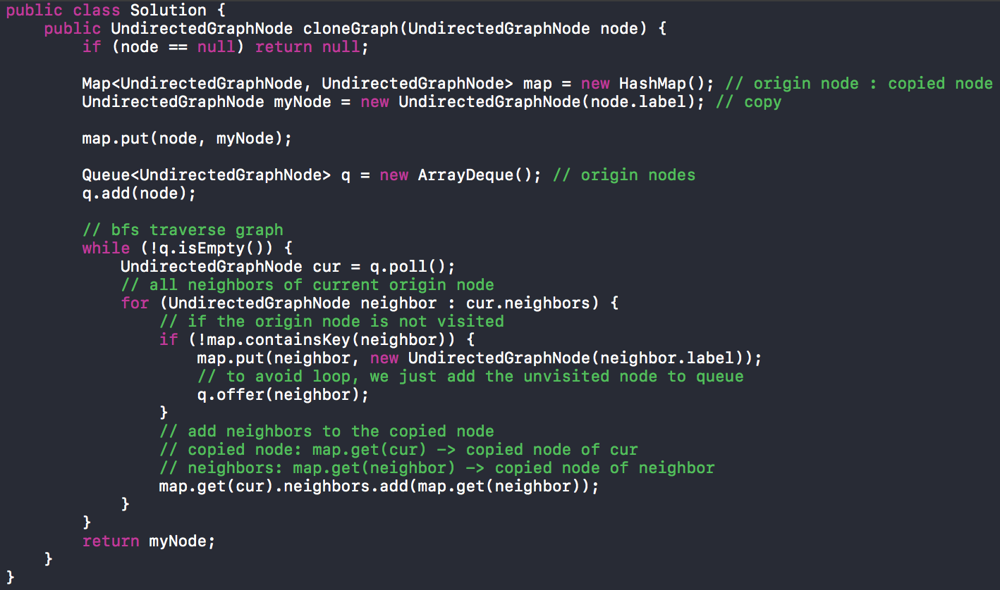 public class Solution {
    public UndirectedGraphNode cloneGraph(UndirectedGraphNode node) {
        if (node == null) return null;

        Map<UndirectedGraphNode, UndirectedGraphNode> map = new HashMap(); // origin node : copied node
        UndirectedGraphNode myNode = new UndirectedGraphNode(node.label); // copy

        map.put(node, myNode);

        Queue<UndirectedGraphNode> q = new ArrayDeque(); // origin nodes
        q.add(node);

        // bfs traverse graph
        while (!q.isEmpty()) {
            UndirectedGraphNode cur = q.poll();
            // all neighbors of current origin node
            for (UndirectedGraphNode neighbor : cur.neighbors) {
                // if the origin node is not visited
                if (!map.containsKey(neighbor)) {
                    map.put(neighbor, new UndirectedGraphNode(neighbor.label));
                    // to avoid loop, we just add the unvisited node to queue
                    q.offer(neighbor);
                }
                // add neighbors to the copied node
                // copied node: map.get(cur) -> copied node of cur
                // neighbors: map.get(neighbor) -> copied node of neighbor
                map.get(cur).neighbors.add(map.get(neighbor));
            }
        }
        return myNode;
    }
}